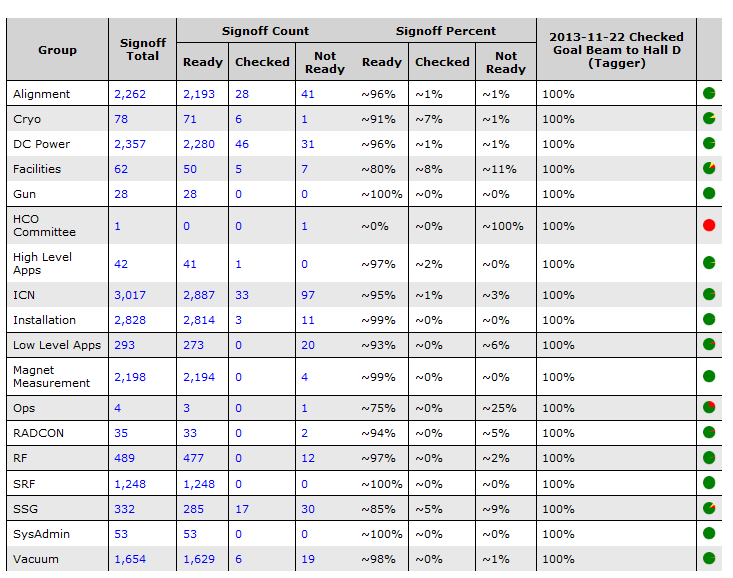 Group Signoff Total Signoff Count Signoff Percent 2013-11-22 Checked Goal Beam to Hall D (Tagger)
Ready Checked Not Ready Ready Checked Not Ready
Alignment 2,262 2,193 28 41 ~96% ~1% ~1% 100%
Cryo 78 71 6 1 ~91% ~7% ~1% 100%
DC Power 2,357 2,280 46 31 ~96% ~1% ~1% 100%
Facilities 62 50 5 7 ~80% ~8% ~11% 100%
Gun 28 28 0 0 ~100% ~0% ~0% 100%
HCO Committee 1 0 0 1 ~0% ~0% ~100% 100%
High Level Apps 42 41 1 0 ~97% ~2% ~0% 100%
ICN 3,017 2,887 33 97 ~95% ~1% ~3% 100%
Installation 2,828 2,814 3 11 ~99% ~0% ~0% 100%
Low Level Apps 293 273 0 20 ~93% ~0% ~6% 100%
Magnet Measurement 2,198 2,194 0 4 ~99% ~0% ~0% 100%
Ops 4 3 0 1 ~75% ~0% ~25% 100%
RADCON 35 33 0 2 ~94% ~0% ~5% 100%
RF 489 477 0 12 ~97% ~0% ~2% 100%
SRF 1,248 1,248 0 0 ~100% ~0% ~0% 100%
SSG 332 285 17 30 ~85% ~5% ~9% 100%
SysAdmin 53 53 0 0 ~100% ~0% ~0% 100%
Vacuum 1,654 1,629 6 19 ~98% ~0% ~1% 100%